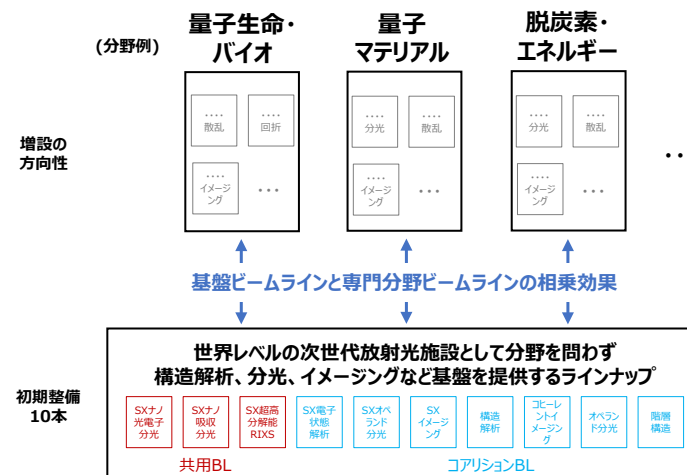 (分野例)
量子生命・
バイオ
量子
マテリアル
脱炭素・
エネルギー
増設の
方向性
‥‥
散乱
‥‥
回折
‥‥
イメージ
ング
…
‥‥
分光
‥‥
散乱
‥‥
イメージ
ング
…
‥‥
分光
‥‥
散乱
‥‥
イメージ
ング
…
‥
基盤ビームラインと専門分野ビームラインの相乗効果
初期整備
10本
世界レベルの次世代放射光施設として分野を問わず
構造解析、分光、イメージングなど基盤を提供するラインナップ
SXナノ
光電子
分光
SXナノ
吸収
分光
SX超高
分解能
RIXS
SX電子
状態
解析
SXオペ
ランド
分光
SX
イメージ
ング
構造
解析
コヒーレ
ントイ
メージン
グ
オペラン
ド分光
階層
構造
共用BL
コアリションBL